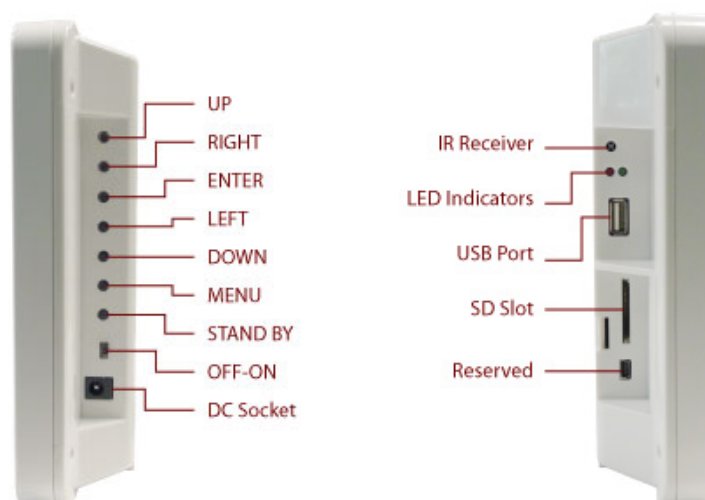 UP
RIGHT
ENTER
LEFT
DOWN
MENU
STAND BY
OFF-ON
DC Socket
IR Receiver
LED Indicators
USB Port
SD Slot
Reserved